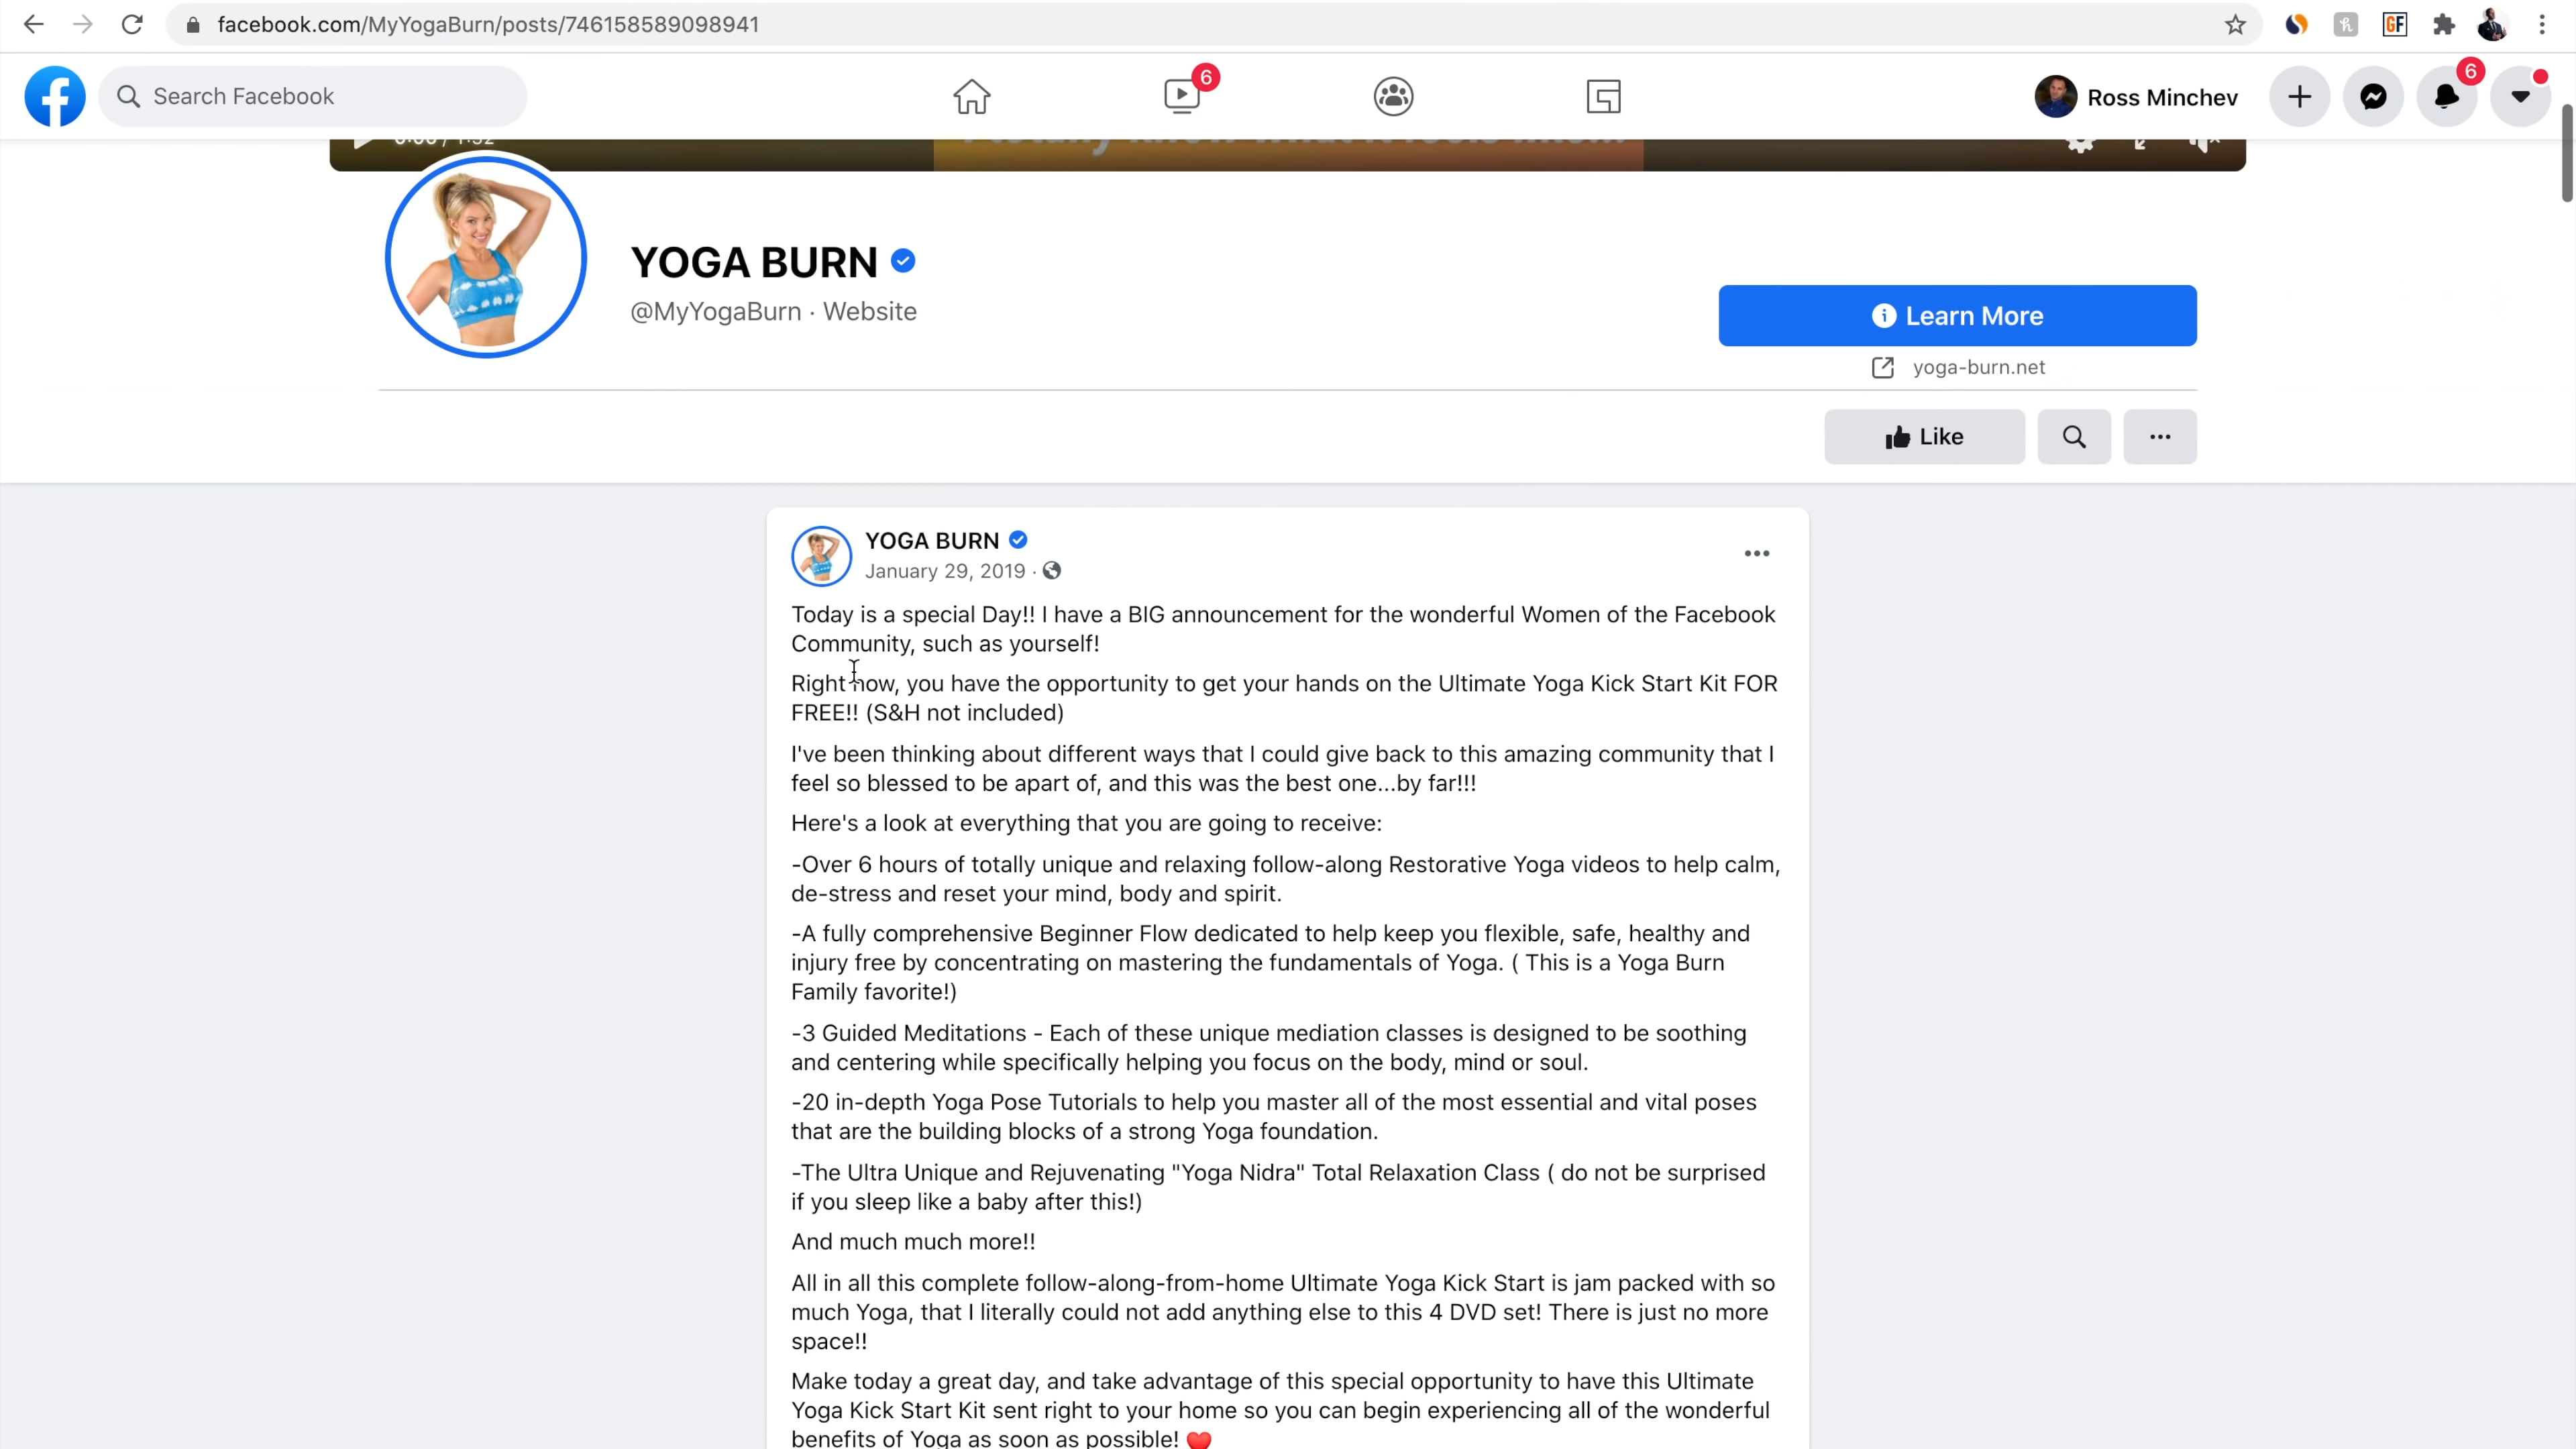 facebook.com/MyYogaBurn/posts/746158589098941
GF
Search Facebook
6
Ross Minchev
6
YOGA BURN
@MyYogaBurn · Website
Learn More
yoga-burn.net
Like
YOGA BURN
January 29, 2019 ·
Today is a special Day!! I have a BIG announcement for the wonderful Women of the Facebook
Community, such as yourself!
Right now, you have the opportunity to get your hands on the Ultimate Yoga Kick Start Kit FOR
FREE!! (S&H not included)
I've been thinking about different ways that I could give back to this amazing community that I
feel so blessed to be apart of, and this was the best one...by far!!!
Here's a look at everything that you are going to receive:
-Over 6 hours of totally unique and relaxing follow-along Restorative Yoga videos to help calm,
de-stress and reset your mind, body and spirit.
-A fully comprehensive Beginner Flow dedicated to help keep you flexible, safe, healthy and
injury free by concentrating on mastering the fundamentals of Yoga. ( This is a Yoga Burn
Family favorite!)
-3 Guided Meditations - Each of these unique mediation classes is designed to be soothing
and centering while specifically helping you focus on the body, mind or soul.
-20 in-depth Yoga Pose Tutorials to help you master all of the most essential and vital poses
that are the building blocks of a strong Yoga foundation.
-The Ultra Unique and Rejuvenating "Yoga Nidra" Total Relaxation Class ( do not be surprised
if you sleep like a baby after this!)
And much much more!!
All in all this complete follow-along-from-home Ultimate Yoga Kick Start is jam packed with so
much Yoga, that I literally could not add anything else to this 4 DVD set! There is just no more
space!!
Make today a great day, and take advantage of this special opportunity to have this Ultimate
Yoga Kick Start Kit sent right to your home so you can begin experiencing all of the wonderful
benefits of Yoga as soon as possible! ❤️